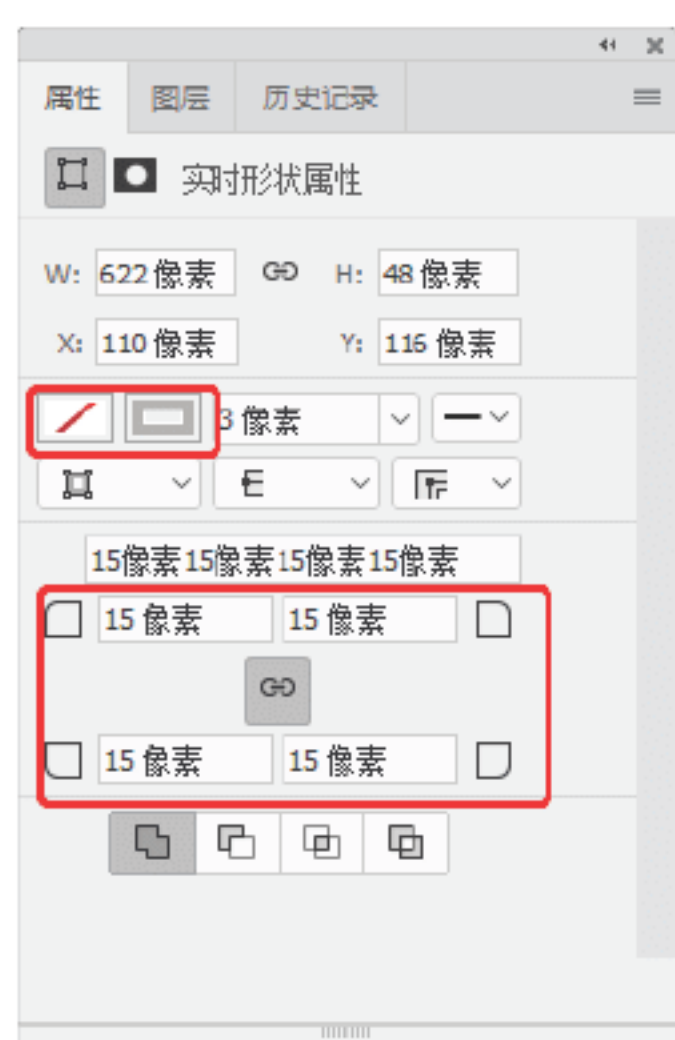 属性 图层 历史记录
实时形状属性
W: 622 像素 H: 48 像素
X: 110 像素 Y: 116 像素
3 像素
15像素15像素15像素15像素
15 像素 15 像素
15 像素 15 像素